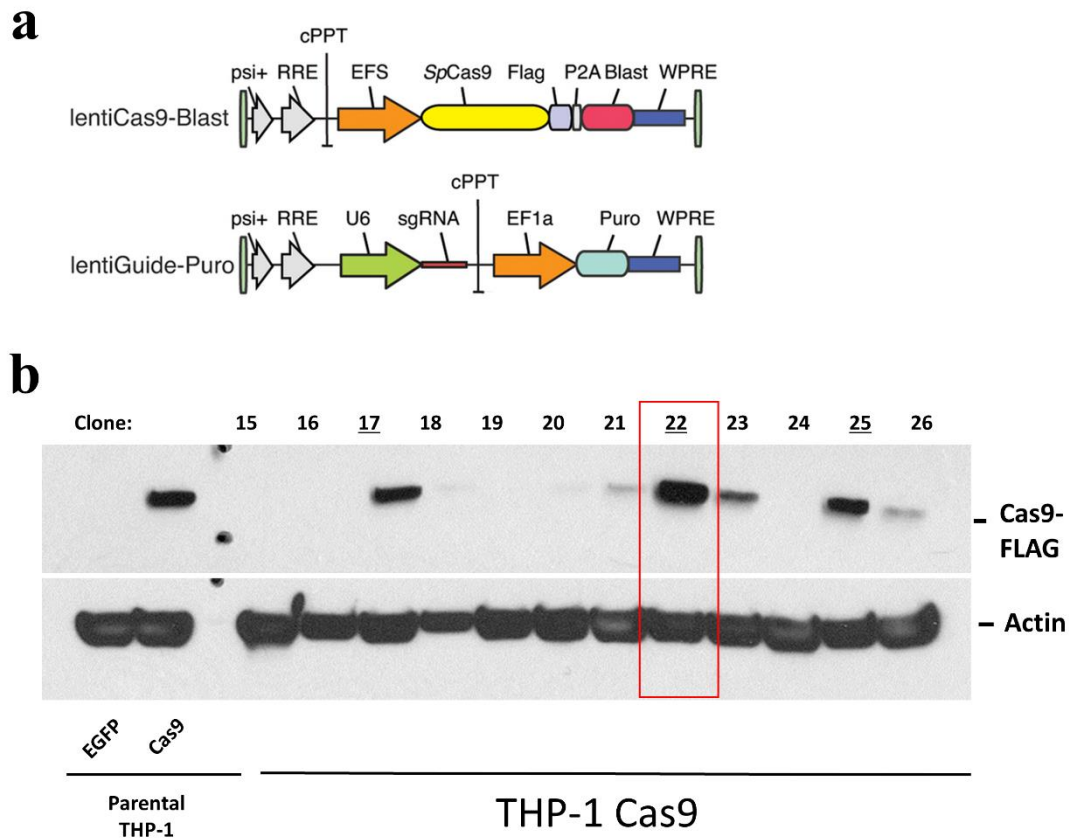 a
cPPT
psi+ RRE EFS SpCas9 Flag P2A Blast WPRE
lentiCas9-Blast
cPPT
psi+ RRE U6 sgRNA EF1a Puro WPRE
lentiGuide-Puro
b
Clone: 15 16 17 18 19 20 21 22 23 24 25 26
Cas9-
FLAG
Actin
EGFP Cas9
Parental
THP-1
THP-1 Cas9